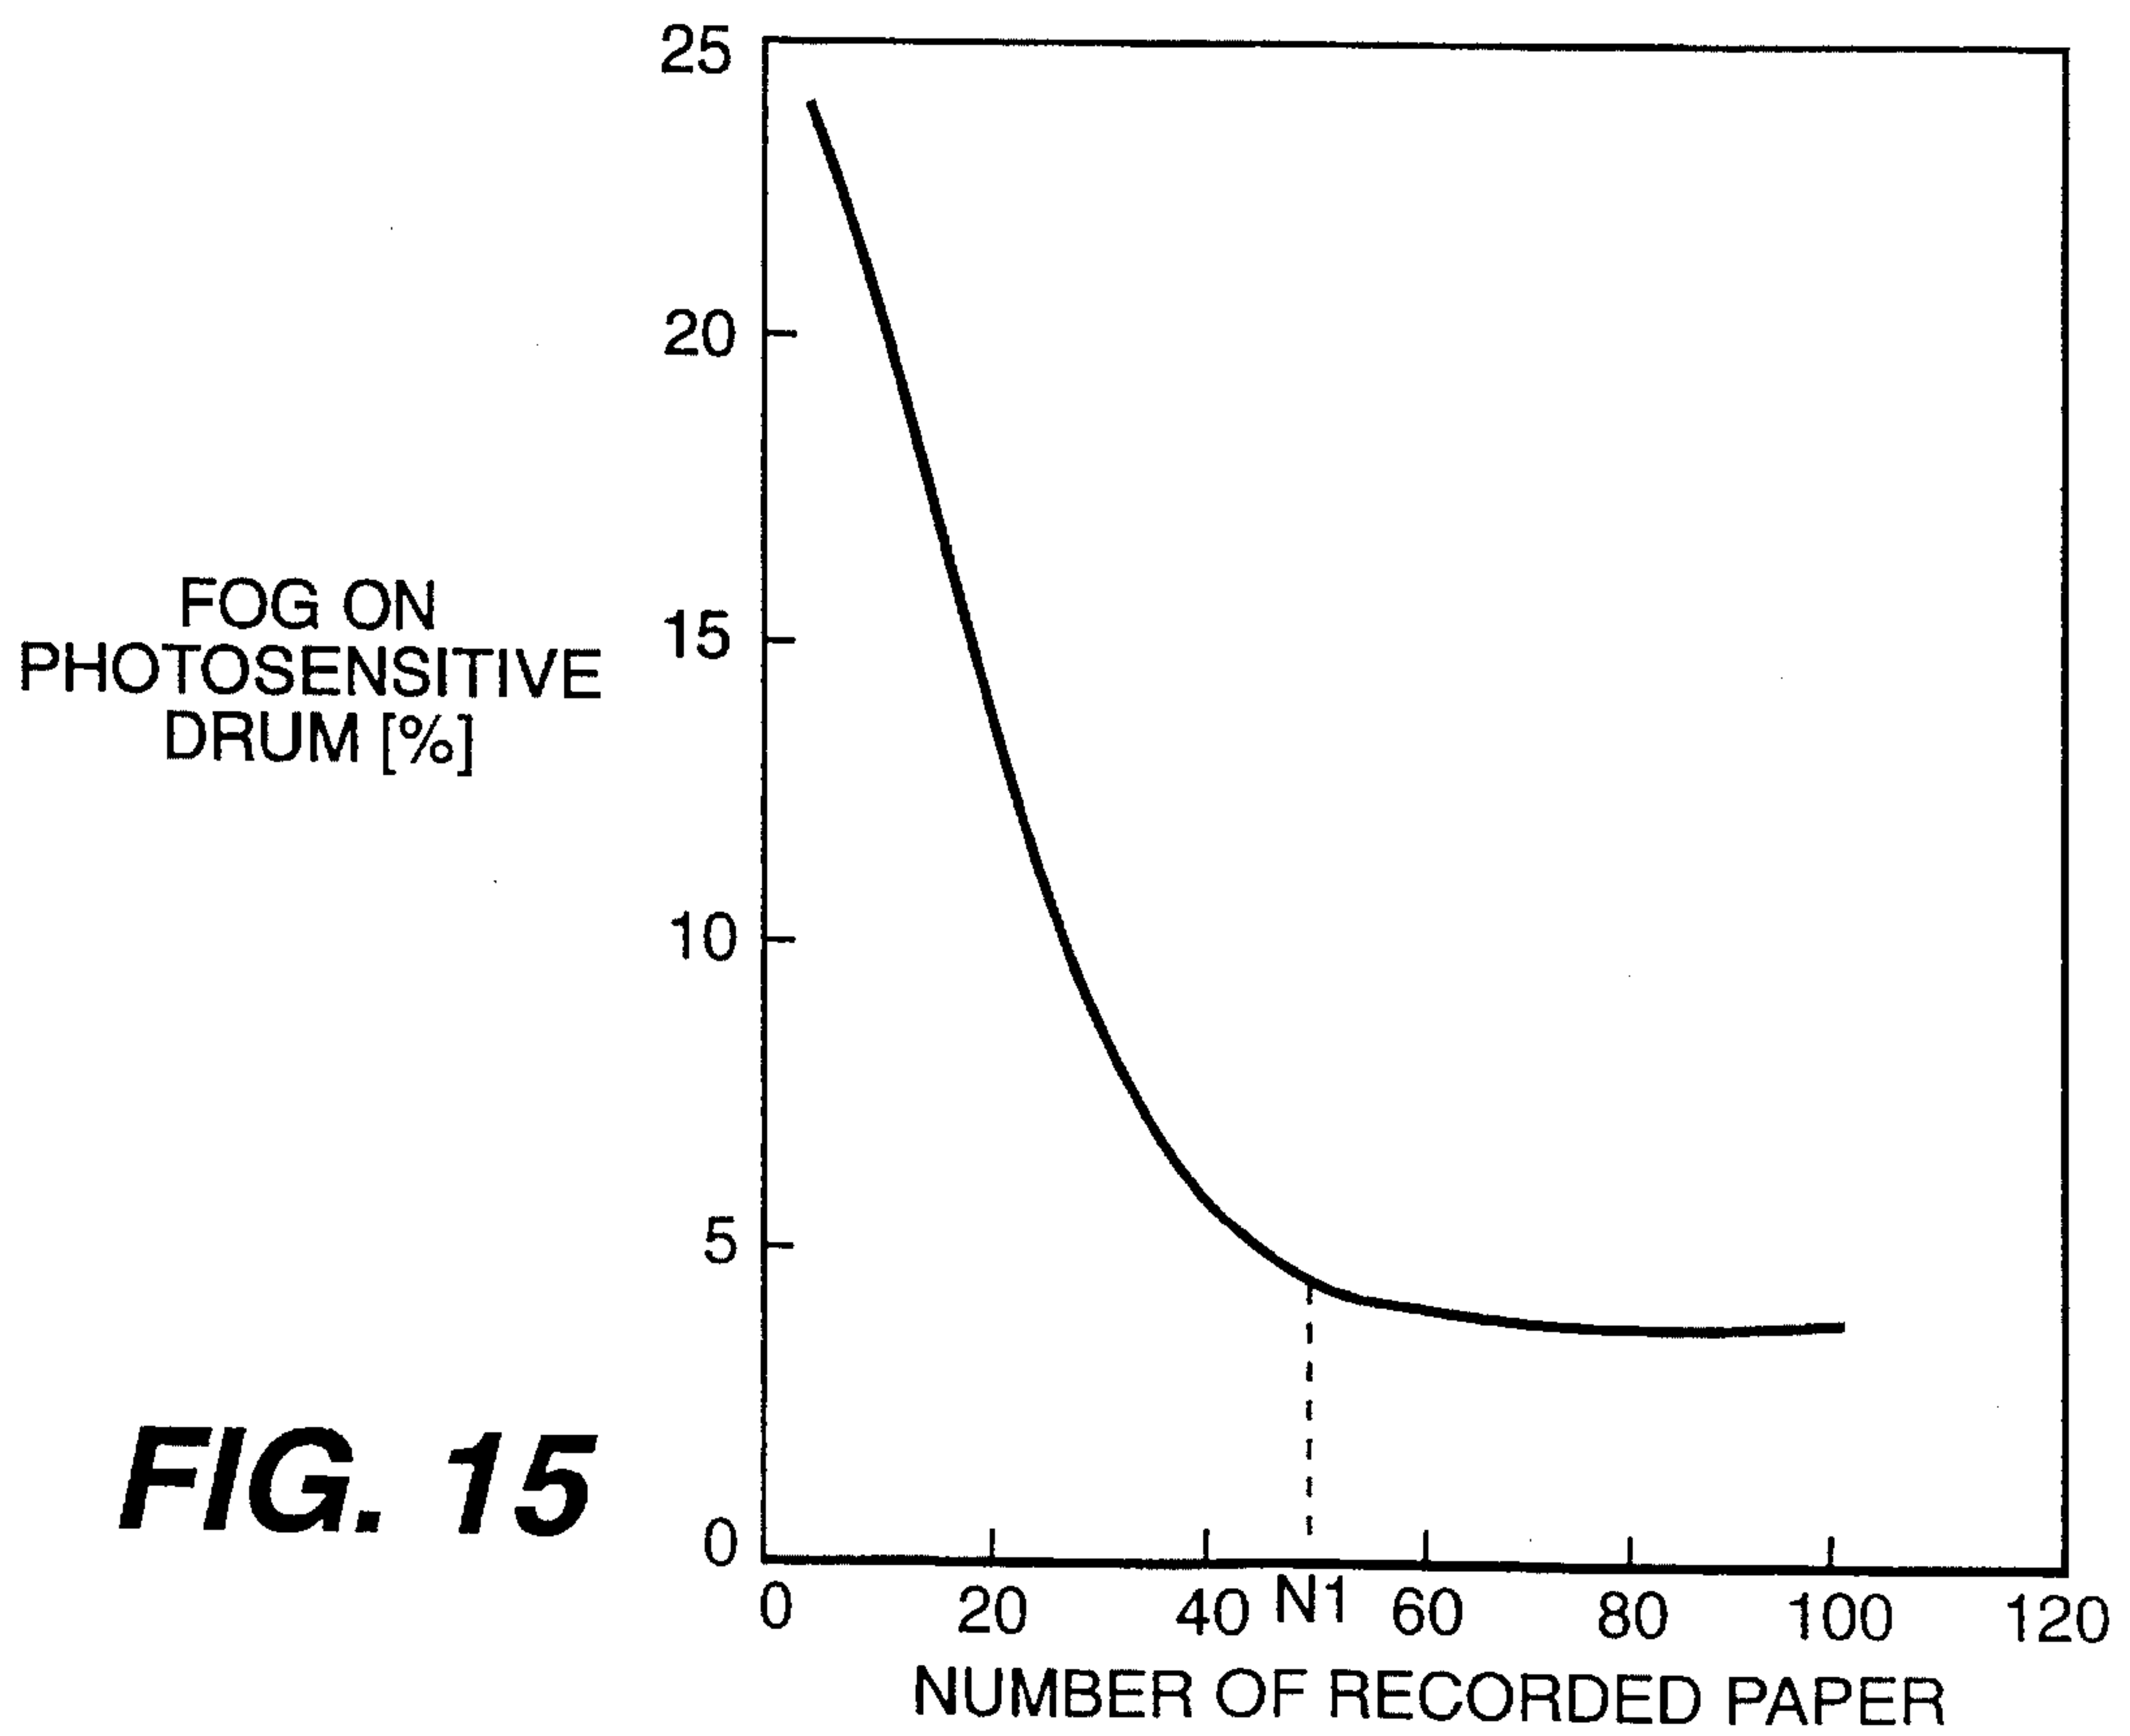 25
20
15
10
5
0
FOG ON
PHOTOSENSITIVE
DRUM [%]
FIG. 15
0 20 40 N1 60 80 100 120
NUMBER OF RECORDED PAPER